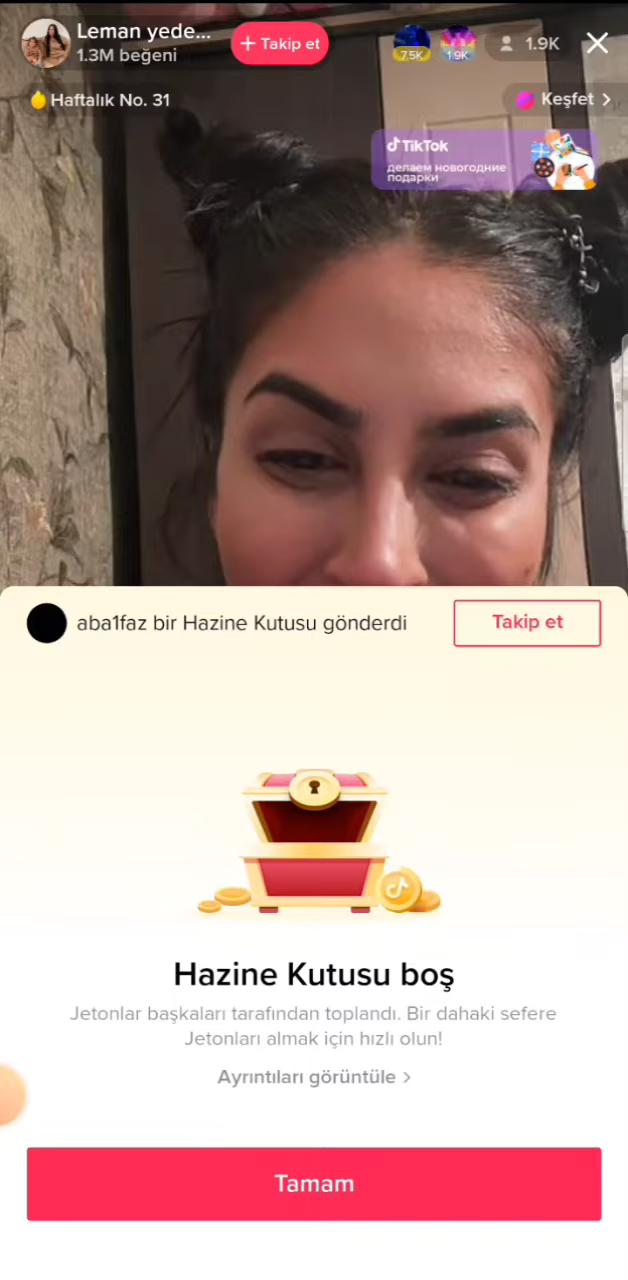 Leman yede...
1.3M beğeni
+ Takip et
7.5K
1.9K
1.9K
Haftalık No. 31
Keşfet >
TikTok
делаем новогодние
подарки
aba1faz bir Hazine Kutusu gönderdi
Takip et
Hazine Kutusu boş
Jetonlar başkaları tarafından toplandı. Bir dahaki sefere
Jetonları almak için hızlı olun!
Ayrıntıları görüntüle >
Tamam